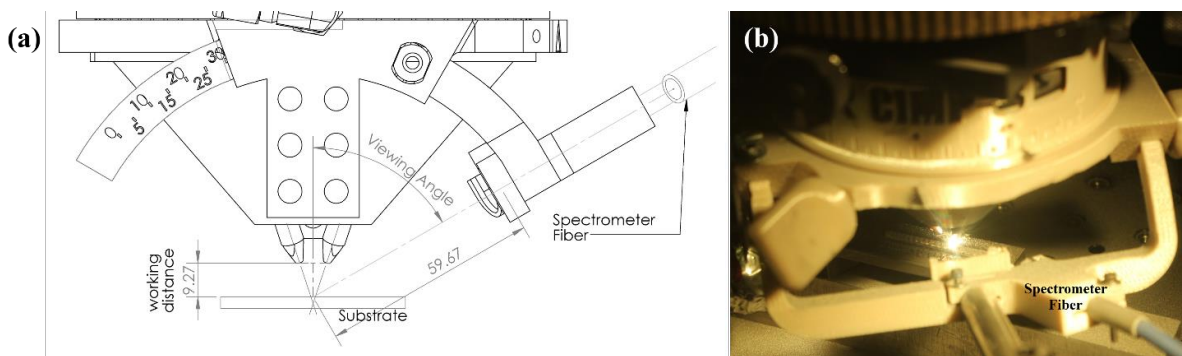 (a)
0
5
10
15
20
25
30
Viewing Angle
Spectrometer
Fiber
59.67
working
distance
9.27
Substrate
(b)
CTMI
Spectrometer
Fiber